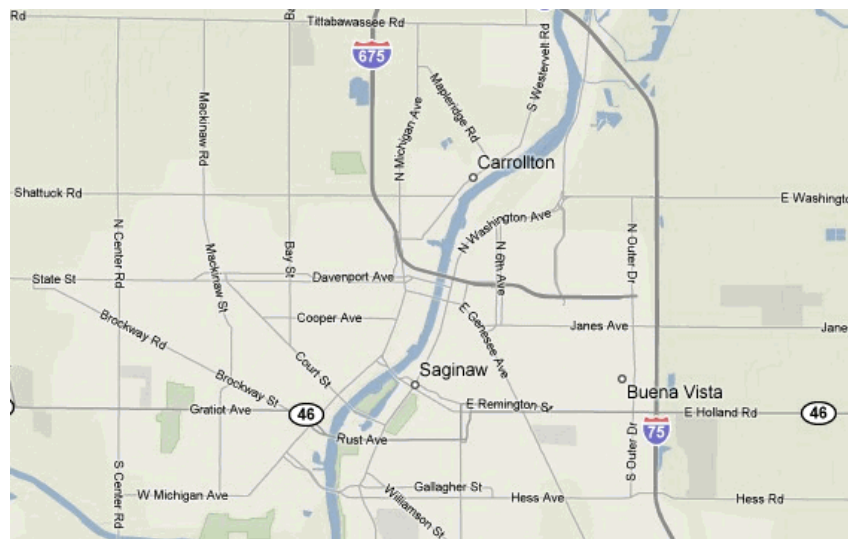 Rd
Ba
Tittabawassee Rd
675
S Westervelt Rd
Mackinaw Rd
N Michigan Ave
Mapleridge Rd
Carrollton
Shattuck Rd
E Washingt
N Washington Ave
N Center Rd
Mackinaw St
Bay St
N 6th Ave
N Outer Dr
State St
Davenport Ave
Brockway Rd
Cooper Ave
E Genesee Ave
Janes Ave
Jane
Court St
Saginaw
Brockway St
Buena Vista
Gratiot Ave
46
E Remington S
E Holland Rd
46
Rust Ave
75
S Outer Dr
S Center Rd
W Michigan Ave
Gallagher St
Williamson St
Hess Ave
Hess Rd